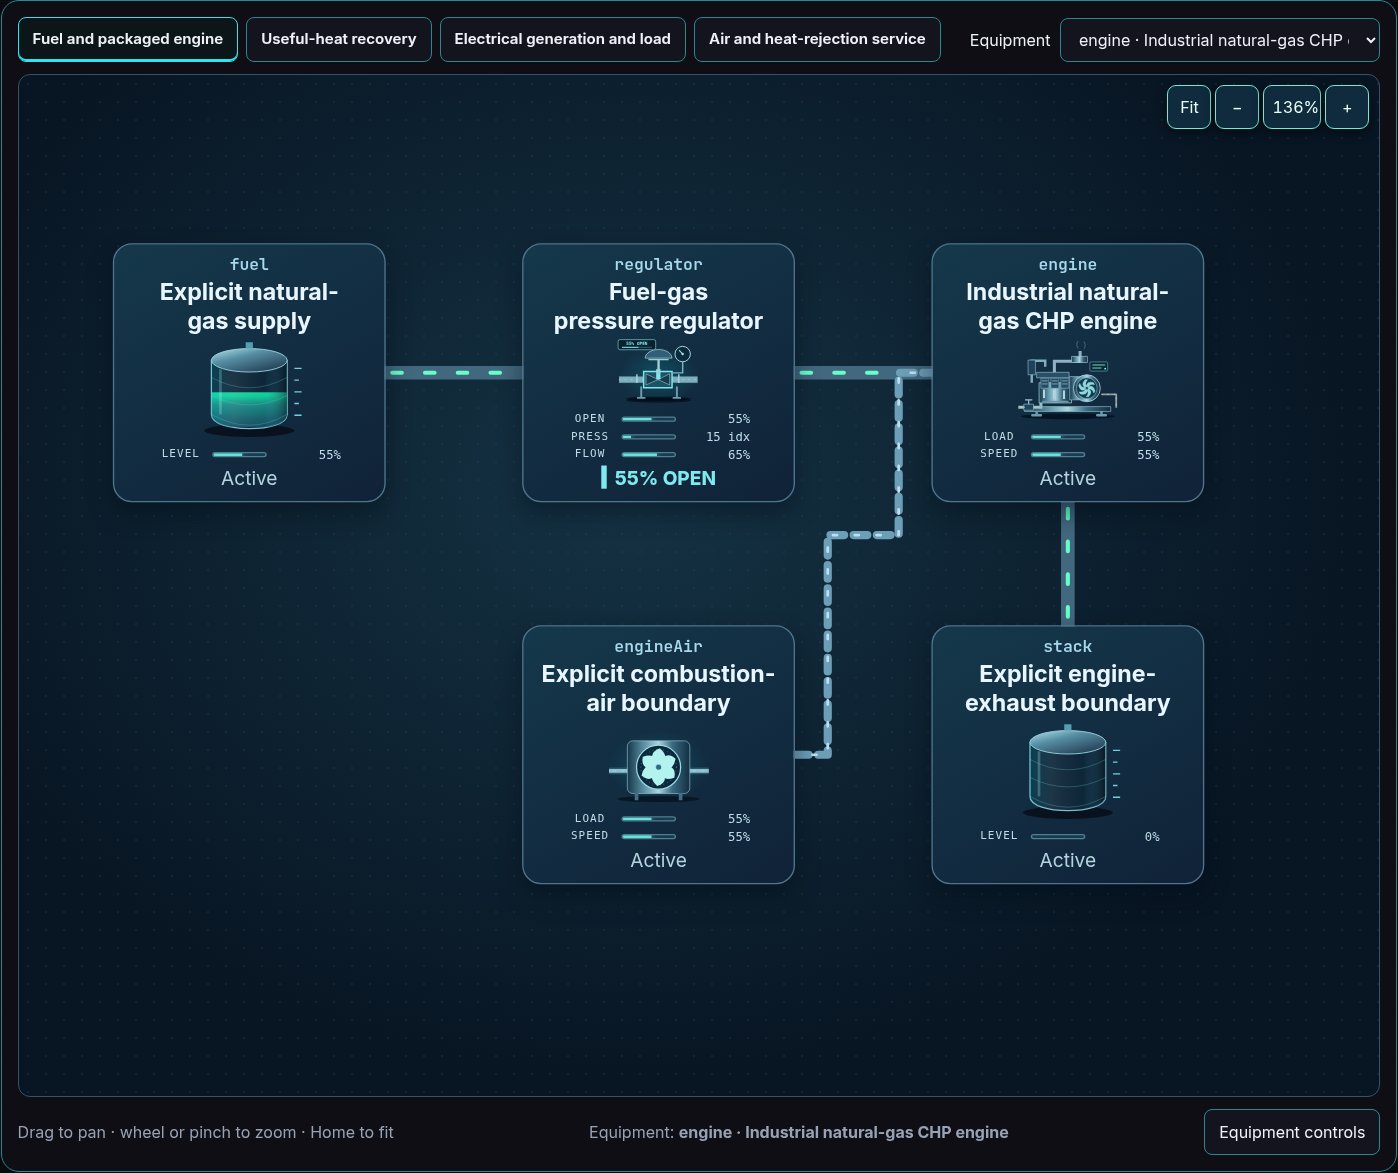 Fuel and packaged engine
Useful-heat recovery
Electrical generation and load
Air and heat-rejection service
Equipment
engine · Industrial natural-gas CHP
Fit
−
136%
+
fuel
Explicit natural-
gas supply
LEVEL 55%
Active
regulator
Fuel-gas
pressure regulator
55% OPEN
OPEN 55%
PRESS 15 idx
FLOW 65%
55% OPEN
engine
Industrial natural-
gas CHP engine
LOAD 55%
SPEED 55%
Active
engineAir
Explicit combustion-
air boundary
LOAD 55%
SPEED 55%
Active
stack
Explicit engine-
exhaust boundary
LEVEL 0%
Active
Drag to pan · wheel or pinch to zoom · Home to fit
Equipment: engine · Industrial natural-gas CHP engine
Equipment controls